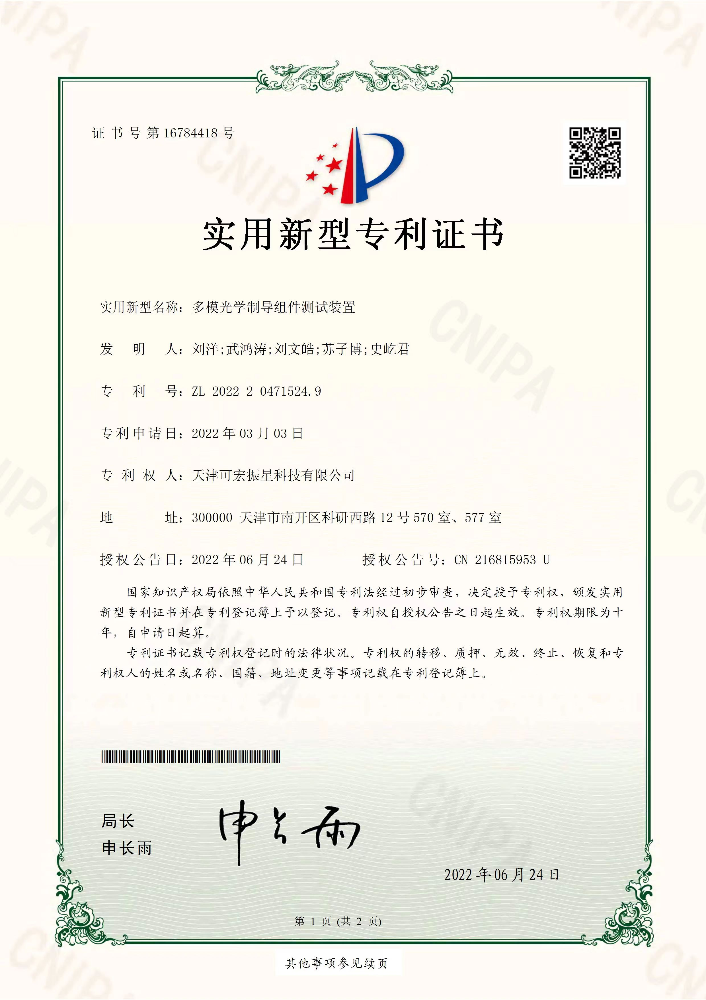 证书号第16784418号
实用新型专利证书
实用新型名称：多模光学制导组件测试装置
发明人：刘洋;武鸿涛;刘文皓;苏子博;史屹君
专利号：ZL 2022 2 0471524.9
专利申请日：2022年03月03日
专利权人：天津可宏振星科技有限公司
地址：300000 天津市南开区科研西路12号570室、577室
授权公告日：2022年06月24日 授权公告号：CN 216815953 U
国家知识产权局依照中华人民共和国专利法经过初步审查，决定授予专利权，颁发实用
新型专利证书并在专利登记簿上予以登记。专利权自授权公告之日起生效。专利权期限为十
年，自申请日起算。
专利证书记载专利权登记时的法律状况。专利权的转移、质押、无效、终止、恢复和专
利权人的姓名或名称、国籍、地址变更等事项记载在专利登记簿上。
局长
申长雨
申长雨
2022年06月24日
第 1 页 (共 2 页)
其他事项参见续页
CNIPA
CNIPA
CNIPA
CNIPA
CNIPA
CNIPA
CNIPA
CNIPA